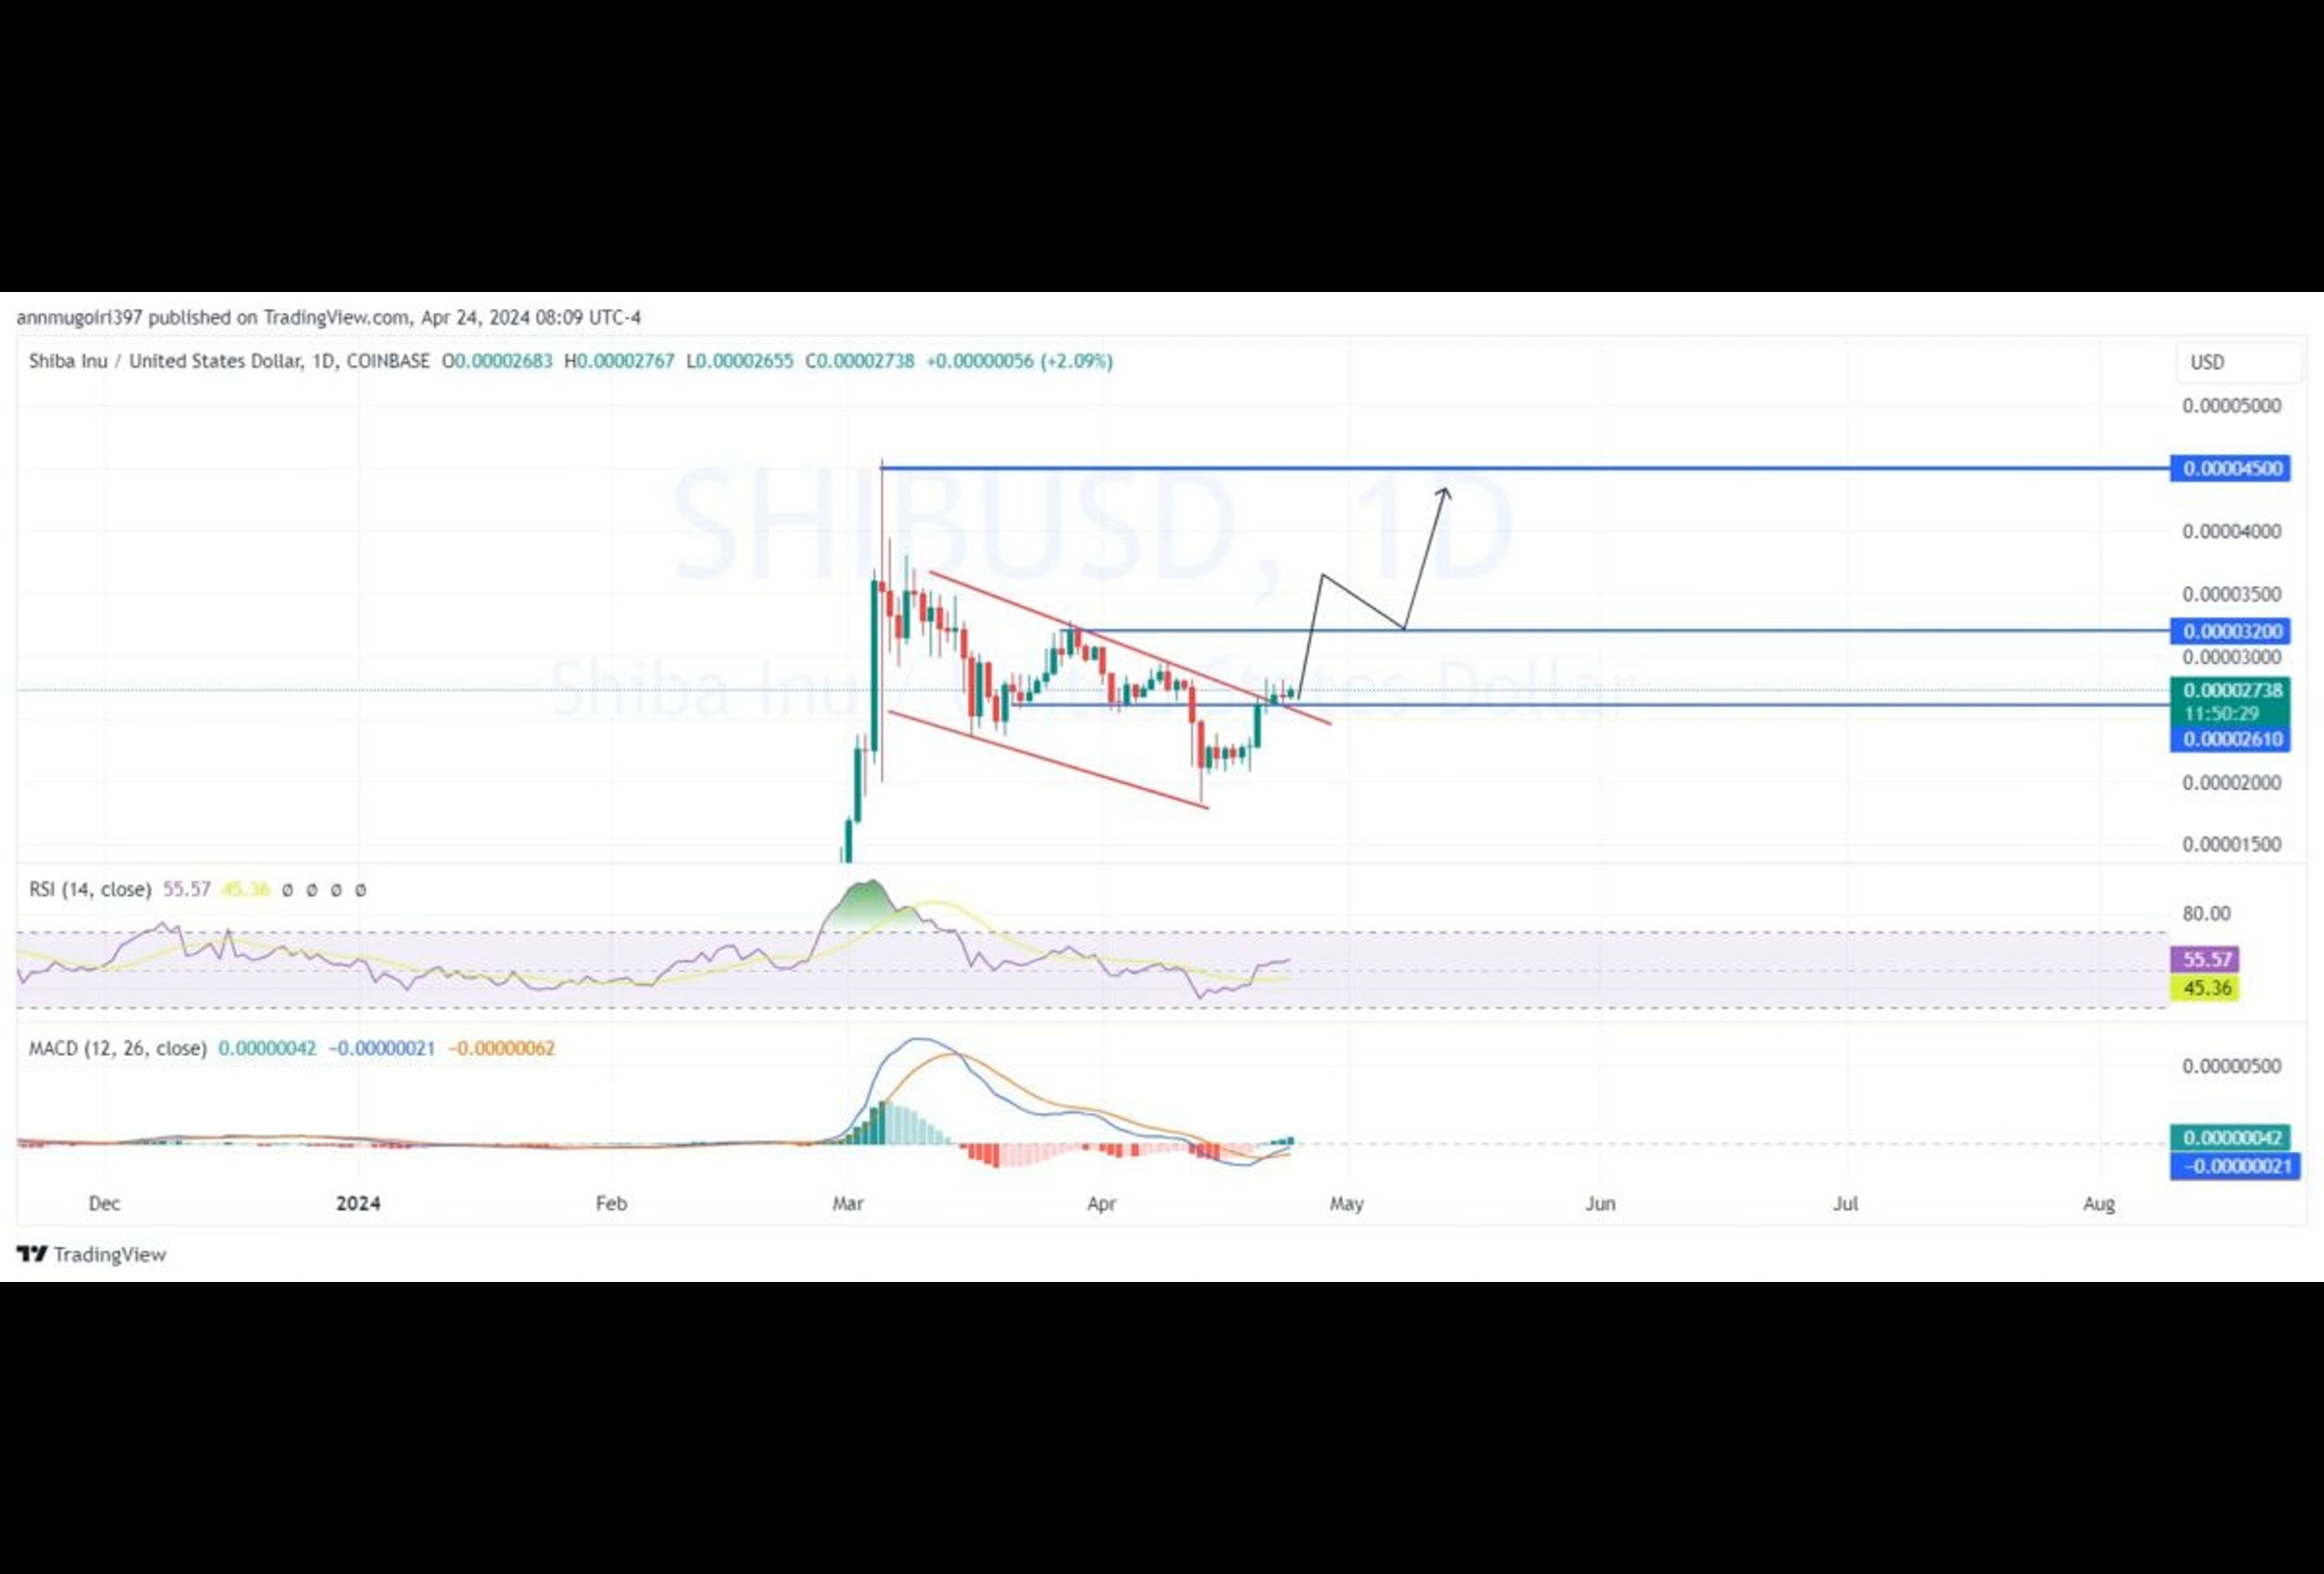 annmugoiri397 published on TradingView.com, Apr 24, 2024 08:09 UTC-4
Shiba Inu / United States Dollar, 1D, COINBASE O0.00002683 H0.00002767 L0.00002655 C0.00002738 +0.00000056 (+2.09%)
USD
0.00005000
0.00004500
SHIBUSD, 1D
0.00004000
0.00003500
0.00003200
0.00003000
Shiba Inu / United States Dollar
0.00002738
11:50:29
0.00002610
0.00002000
0.00001500
RSI (14, close) 55.57 45.36 ∅ ∅ ∅ ∅
80.00
55.57
45.36
MACD (12, 26, close) 0.00000042 −0.00000021 −0.00000062
0.00000500
0.00000042
−0.00000021
Dec 2024 Feb Mar Apr May Jun Jul Aug
TradingView